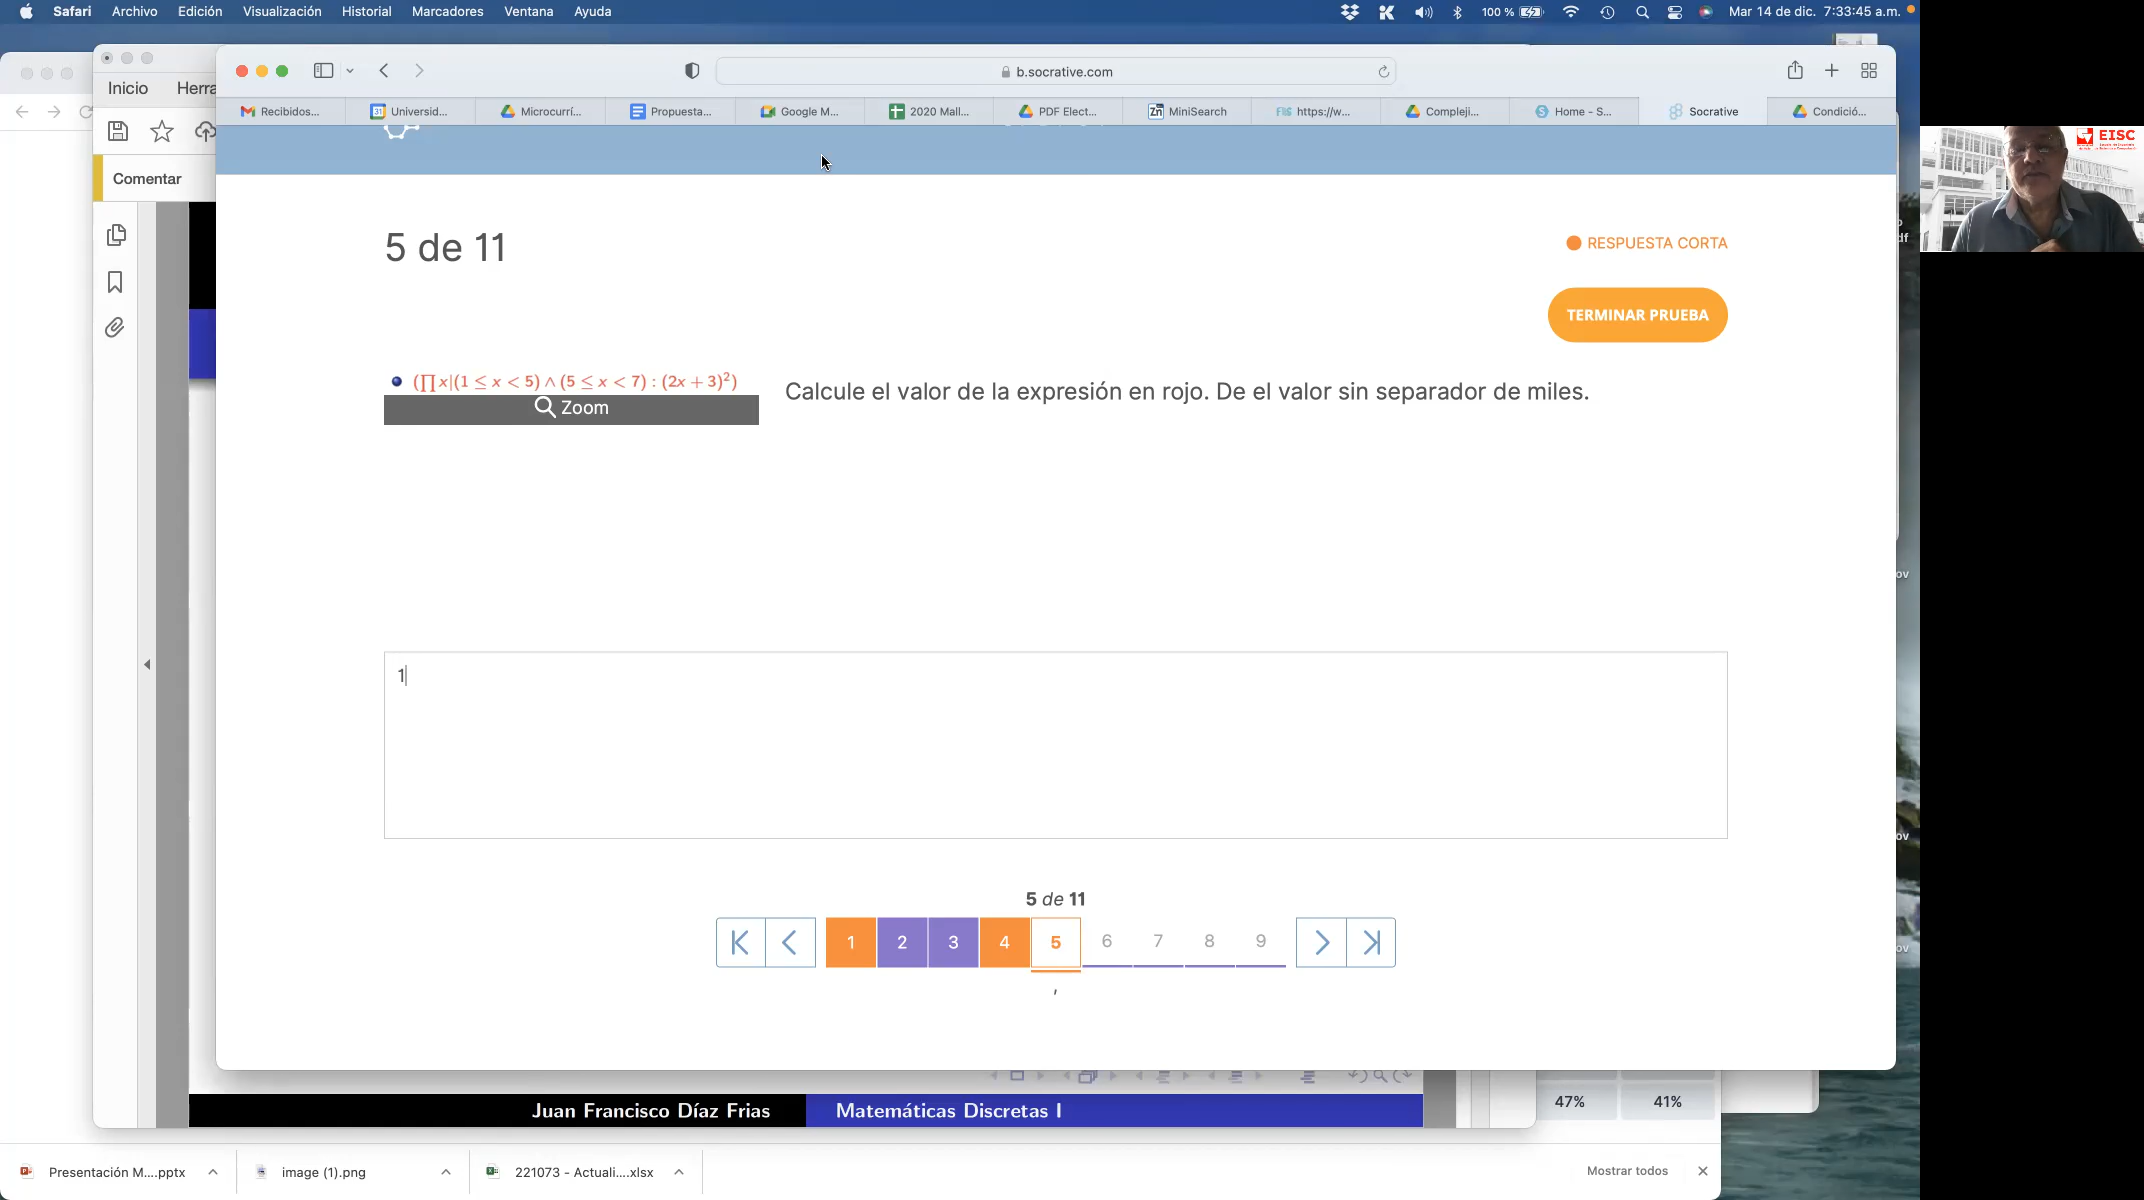 Safari Archivo Edición Visualización Historial Marcadores Ventana Ayuda 100 % Mar 14 de dic. 7:33:45 a.m.
b.socrative.com
Inicio Herra
Recibidos... Universid... Microcurrí... Propuesta... Google M... 2020 Mall... PDF Elect... MiniSearch https://w... Compleji... Home - S... Socrative Condició...
EISC
Comentar
5 de 11
RESPUESTA CORTA
TERMINAR PRUEBA
(∏ x|(1 ≤ x < 5) ∧ (5 ≤ x < 7) : (2x + 3)²)
Zoom
Calcule el valor de la expresión en rojo. De el valor sin separador de miles.
1
5 de 11
1 2 3 4 5 6 7 8 9
,
47% 41%
Juan Francisco Díaz Frias Matemáticas Discretas I
Presentación M....pptx image (1).png 221073 - Actuali....xlsx Mostrar todos